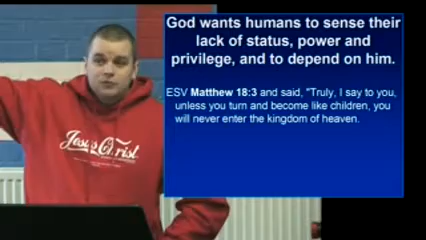 God wants humans to sense their
lack of status, power and
privilege, and to depend on him.
ESV Matthew 18:3 and said, "Truly, I say to you,
unless you turn and become like children, you
will never enter the kingdom of heaven.
Jesus Christ